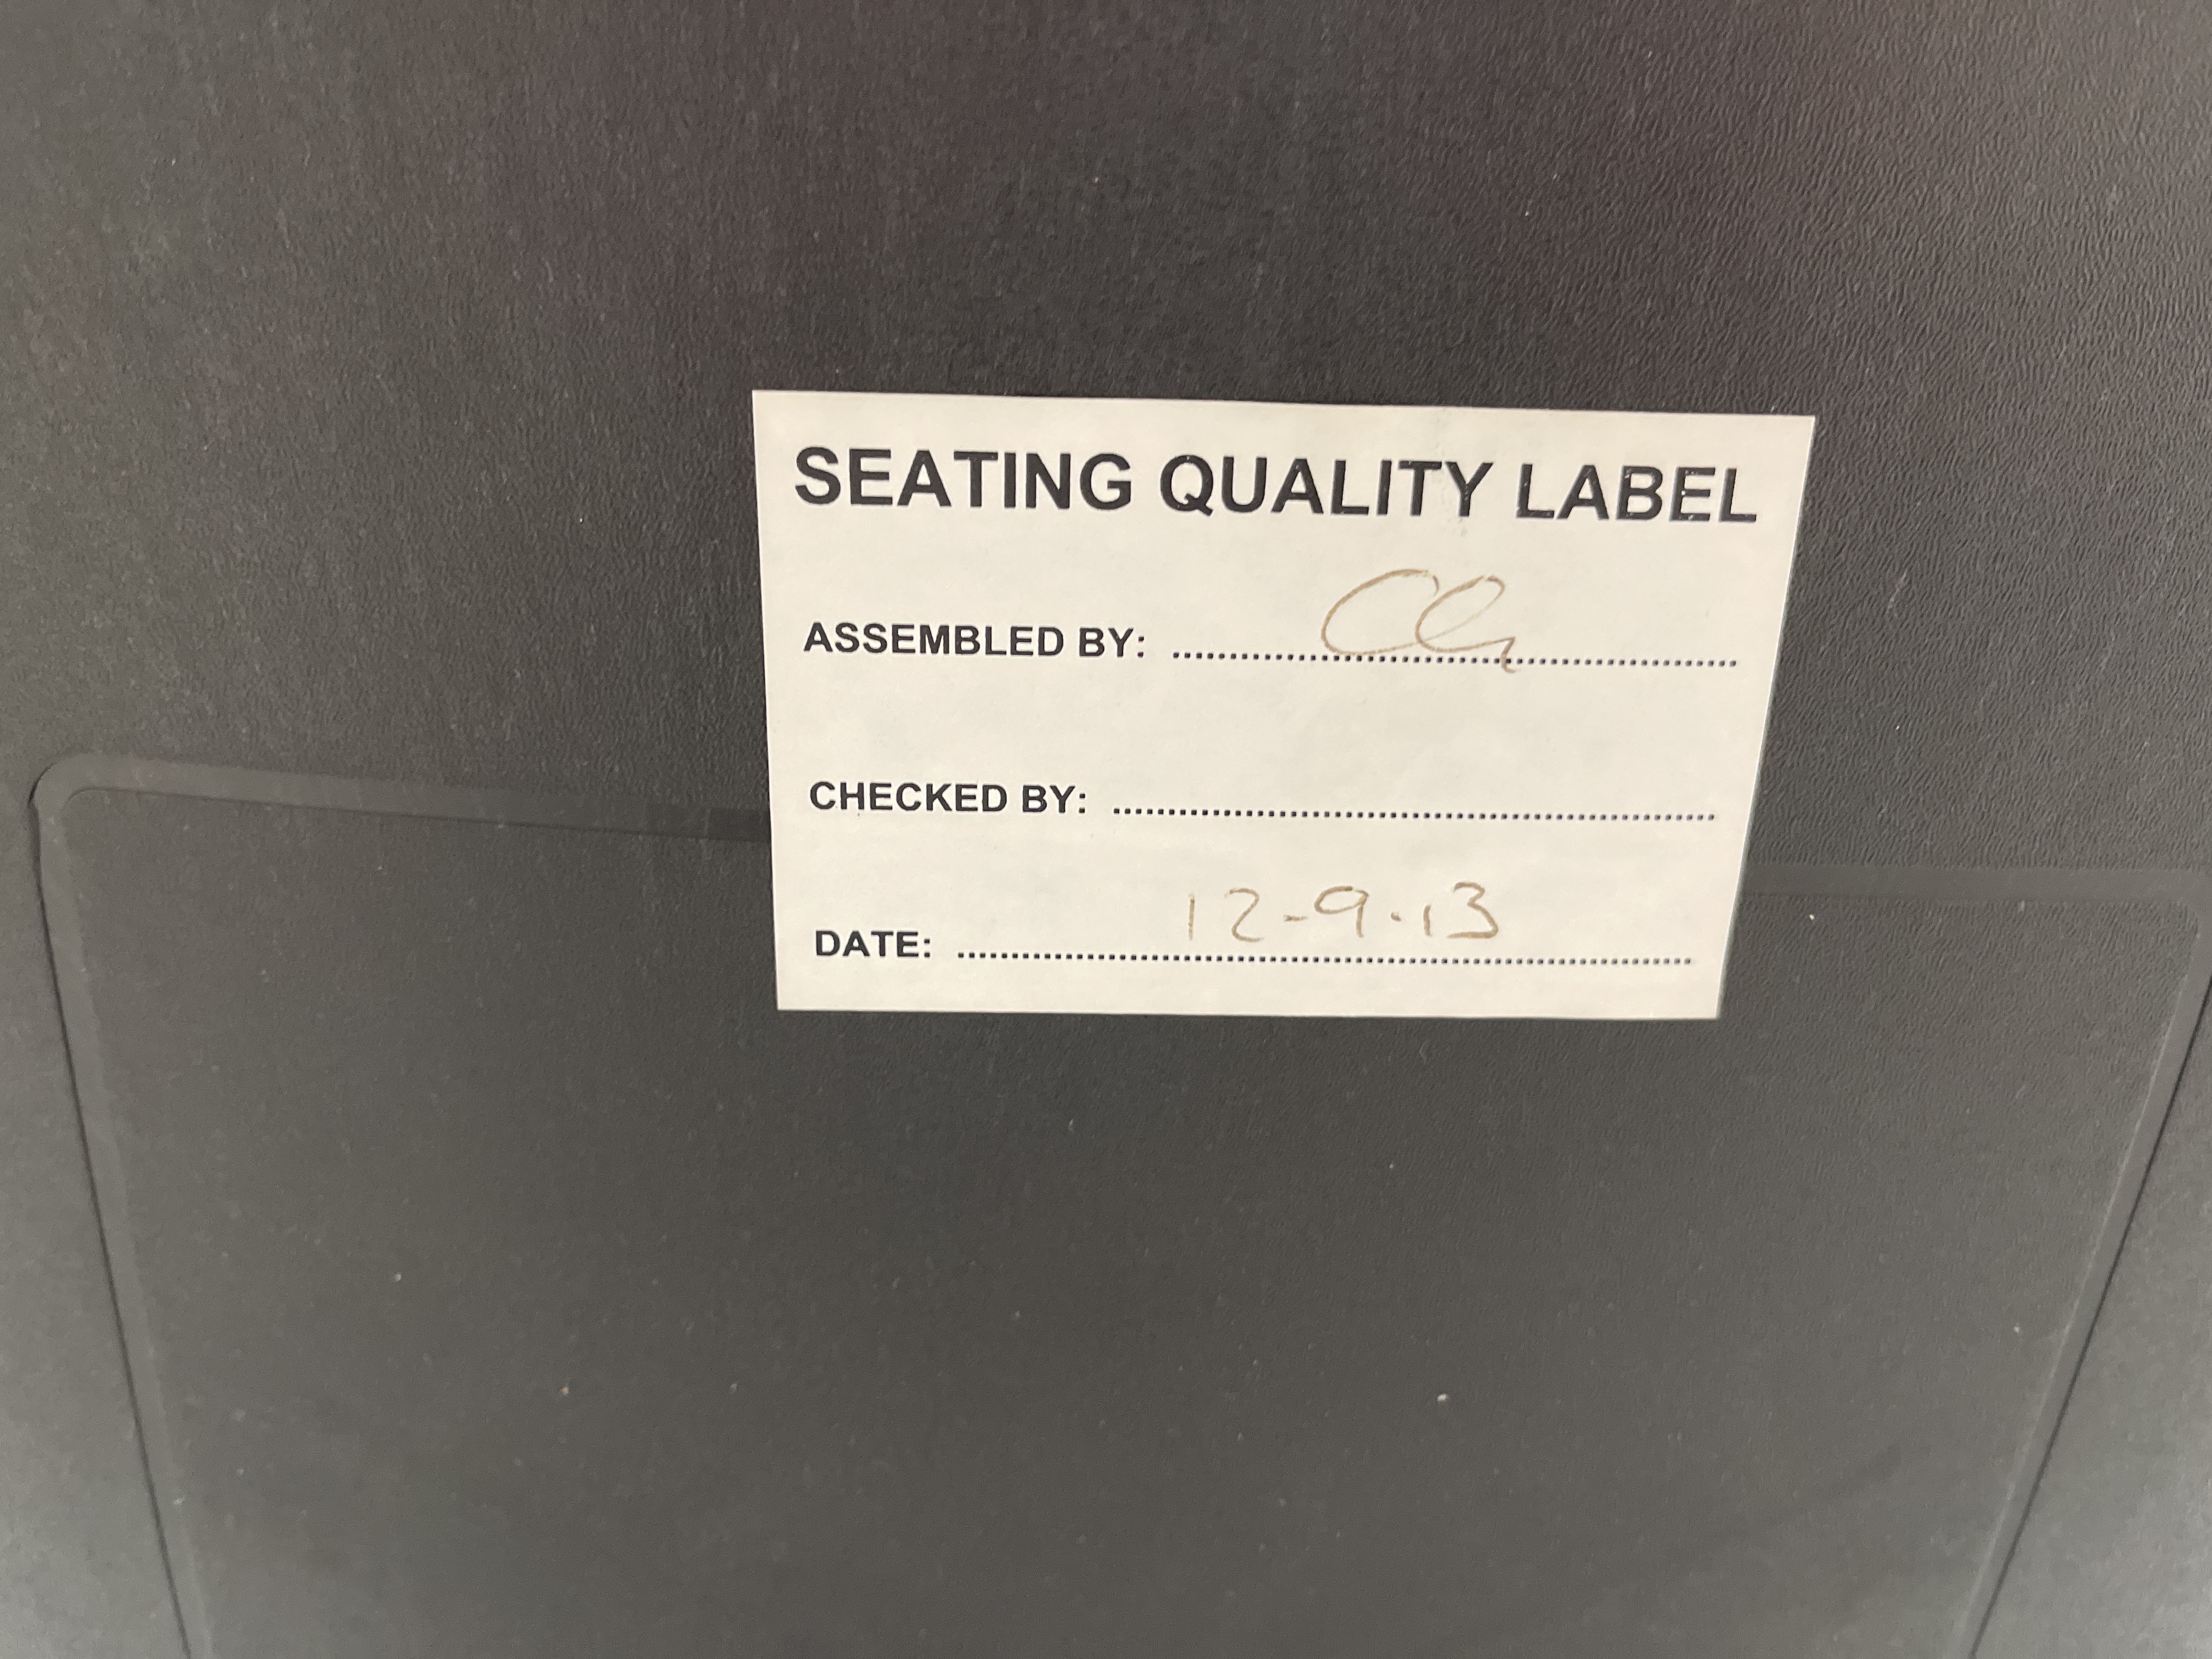 SEATING QUALITY LABEL
ASSEMBLED BY: ........................
CHECKED BY: ........................
DATE: ........12-9-13........